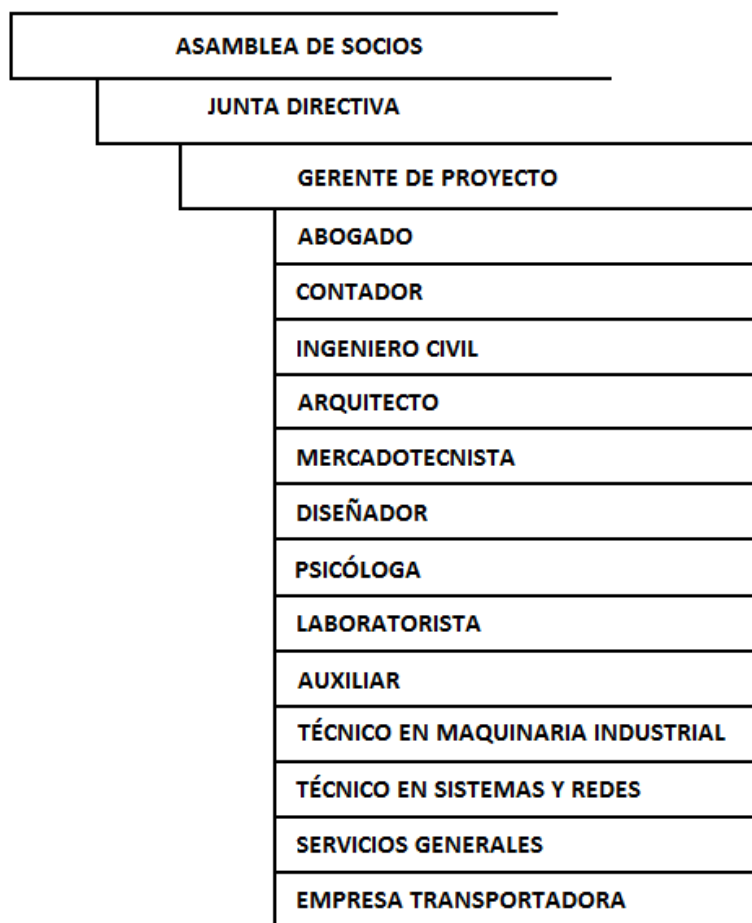 ASAMBLEA DE SOCIOS
JUNTA DIRECTIVA
GERENTE DE PROYECTO
ABOGADO
CONTADOR
INGENIERO CIVIL
ARQUITECTO
MERCADOTECNISTA
DISEÑADOR
PSICÓLOGA
LABORATORISTA
AUXILIAR
TÉCNICO EN MAQUINARIA INDUSTRIAL
TÉCNICO EN SISTEMAS Y REDES
SERVICIOS GENERALES
EMPRESA TRANSPORTADORA